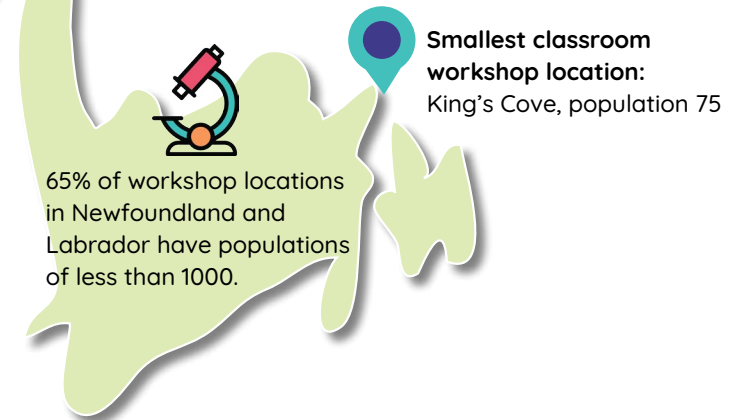 Smallest classroom
workshop location:
King's Cove, population 75
65% of workshop locations
in Newfoundland and
Labrador have populations
of less than 1000.